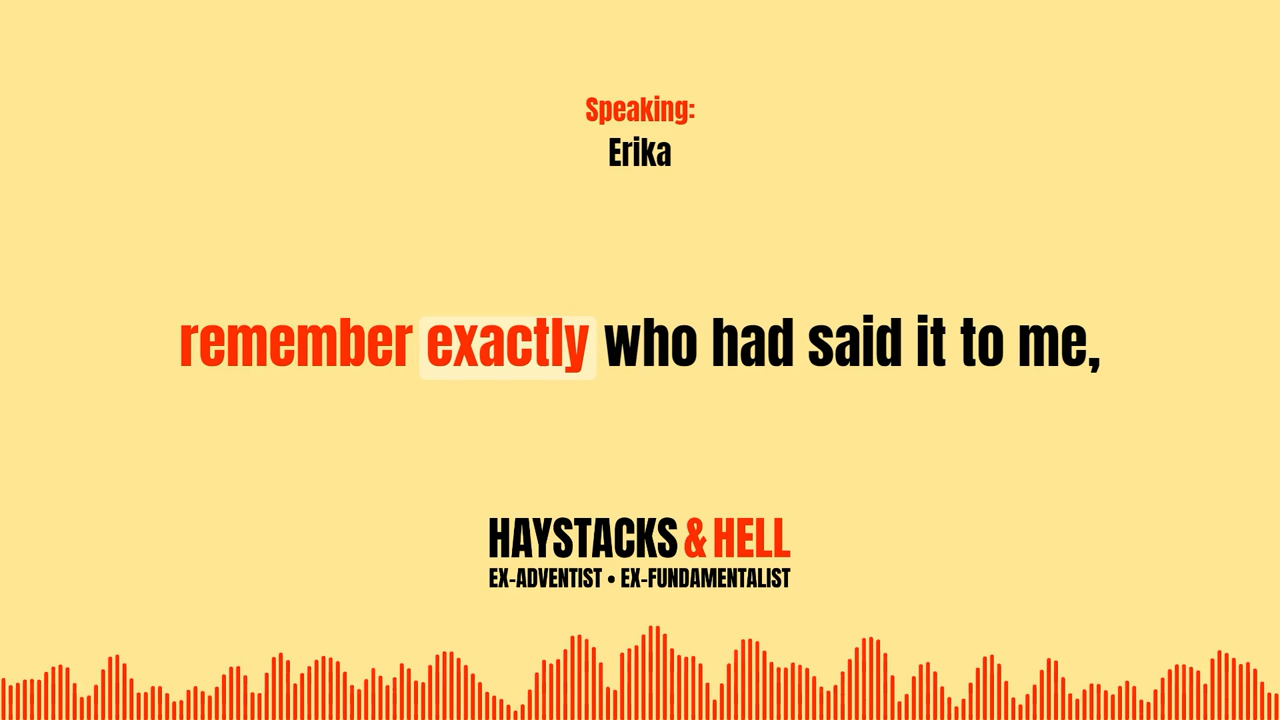 Speaking:
Erika
remember exactly who had said it to me,
HAYSTACKS & HELL
EX-ADVENTIST • EX-FUNDAMENTALIST